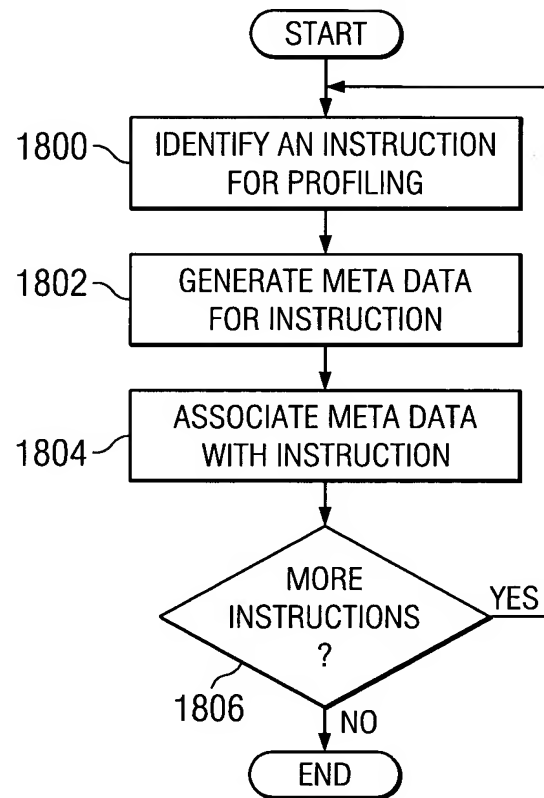 START
1800
IDENTIFY AN INSTRUCTION
FOR PROFILING
1802
GENERATE META DATA
FOR INSTRUCTION
1804
ASSOCIATE META DATA
WITH INSTRUCTION
MORE
INSTRUCTIONS
?
YES
1806
NO
END